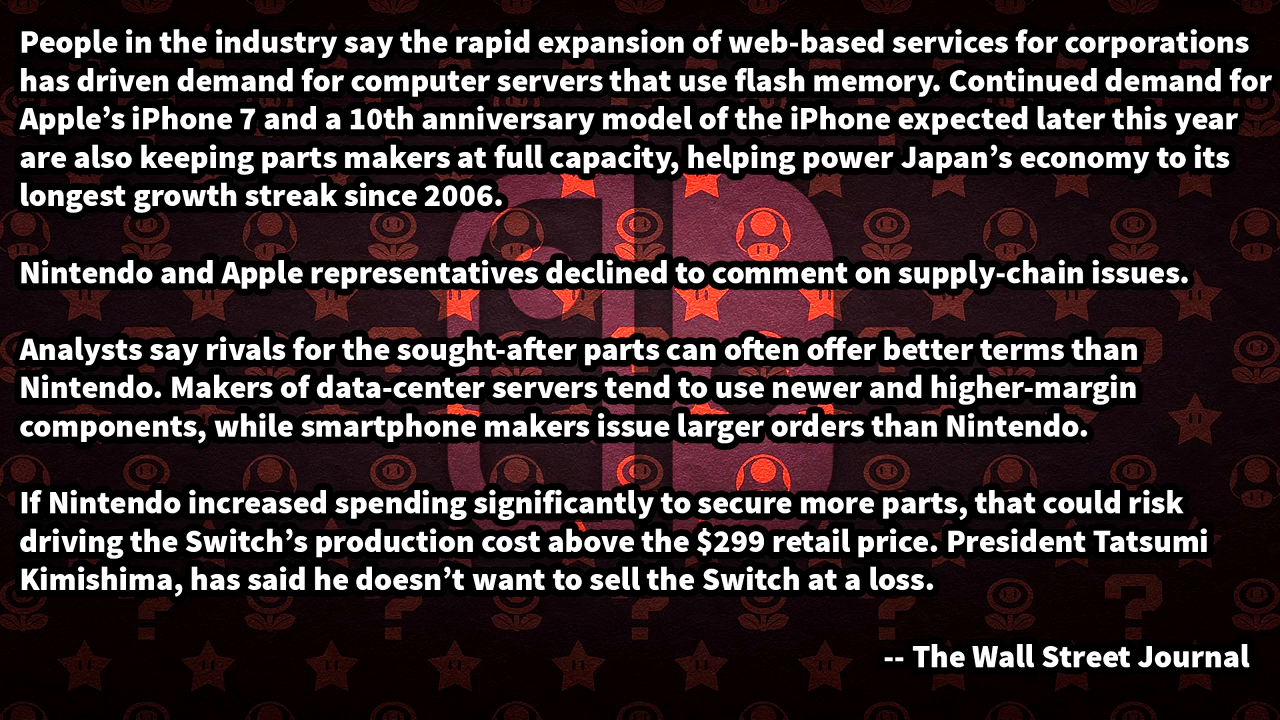 People in the industry say the rapid expansion of web-based services for corporations
has driven demand for computer servers that use flash memory. Continued demand for
Apple’s iPhone 7 and a 10th anniversary model of the iPhone expected later this year
are also keeping parts makers at full capacity, helping power Japan’s economy to its
longest growth streak since 2006.
Nintendo and Apple representatives declined to comment on supply-chain issues.
Analysts say rivals for the sought-after parts can often offer better terms than
Nintendo. Makers of data-center servers tend to use newer and higher-margin
components, while smartphone makers issue larger orders than Nintendo.
If Nintendo increased spending significantly to secure more parts, that could risk
driving the Switch’s production cost above the $299 retail price. President Tatsumi
Kimishima, has said he doesn’t want to sell the Switch at a loss.
-- The Wall Street Journal